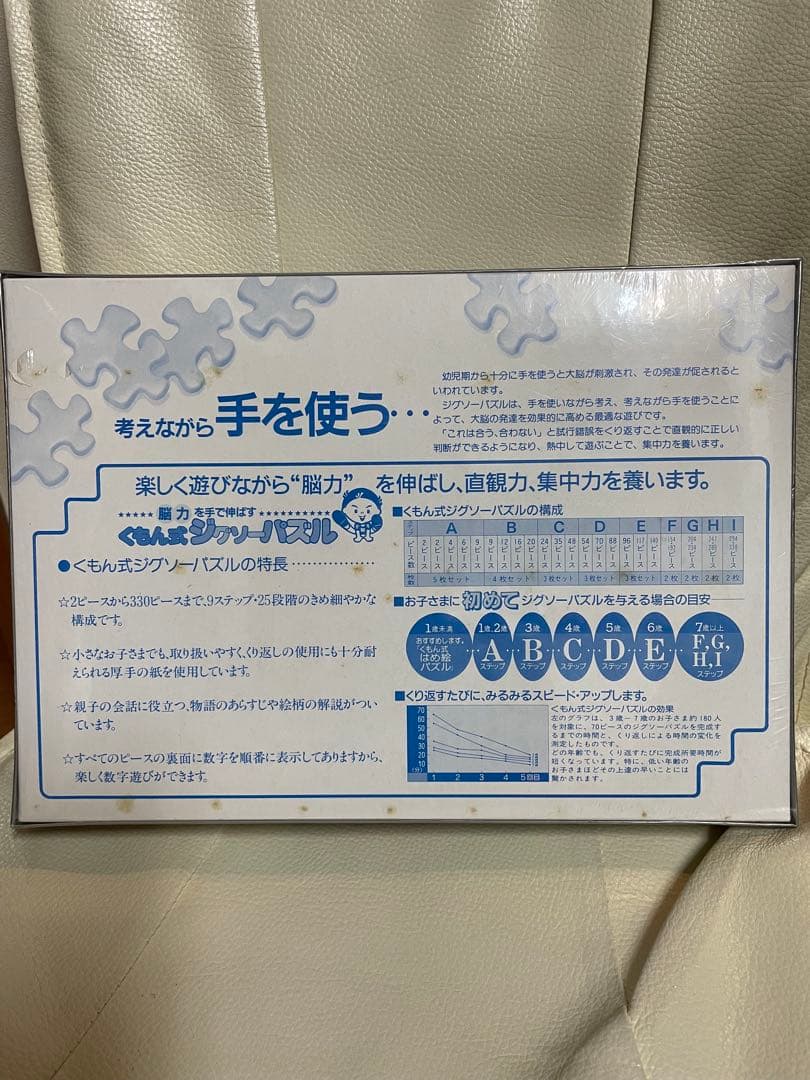 考えながら手を使う…
幼児期から十分に手を使うと大脳が刺激され、その発達が促されると
いわれています。
ジグソーパズルは、手を使いながら考え、考えながら手を使うことに
よって、大脳の発達を効果的に高める最適な遊びです。
「これは合う、合わない」と試行錯誤をくり返すことで直観的に正しい
判断ができるようになり、熱中して遊ぶことで、集中力を養います。
楽しく遊びながら“脳力”を伸ばし、直観力、集中力を養います。
★★★★★ 脳力を手で伸ばす ★★★★★★★★★★
くもん式ジグソーパズル
●くもん式ジグソーパズルの特長…………………
☆2ピースから330ピースまで、9ステップ・25段階のきめ細やかな
構成です。
☆小さなお子さまでも、取り扱いやすく、くり返しの使用にも十分耐
えられる厚手の紙を使用しています。
☆親子の会話に役立つ、物語のあらすじや絵柄の解説がつい
ています。
☆すべてのピースの裏面に数字を順番に表示してありますから、
楽しく数字遊びができます。
■くもん式ジグソーパズルの構成
ステップ A B C D E F G H I
ピース数
枚数 5枚セット 4枚セット 3枚セット 3枚セット 3枚セット 2枚 2枚 2枚 2枚
■お子さまに初めてジグソーパズルを与える場合の目安
1歳未満 1歳、2歳 3歳 4歳 5歳 6歳 7歳以上
おすすめします。
「くもん式
はめ絵
パズル」
Aステップ Bステップ Cステップ Dステップ Eステップ F,G,
H,I
ステップ
■くり返すたびに、みるみるスピード・アップします。
70
60
50
40
30
20
10
(分)
1 2 3 4 5回目
くもん式ジグソーパズルの効果
左のグラフは、3歳～7歳のお子さま約180人
を対象に、70ピースのジグソーパズルを完成す
るまでの時間と、くり返しによる時間の変化を
測定したものです。
どの年齢でも、くり返すたびに完成所要時間が
短くなっています。特に、低い年齢の
お子さまほどその上達の早いことには
驚かされます。